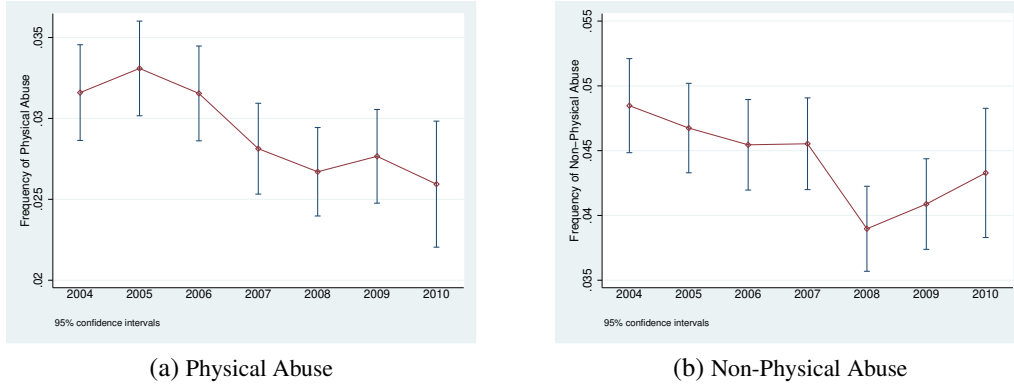 Frequency of Physical Abuse
.035
.03
.025
.02
2004 2005 2006 2007 2008 2009 2010
95% confidence intervals
(a) Physical Abuse
Frequency of Non−Physical Abuse
.055
.05
.045
.04
.035
2004 2005 2006 2007 2008 2009 2010
95% confidence intervals
(b) Non-Physical Abuse